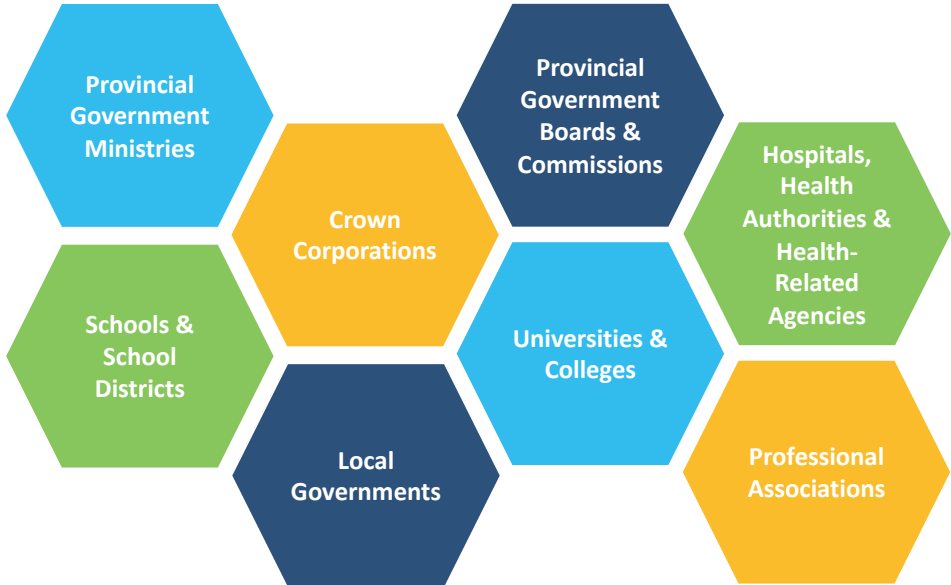 Provincial
Government
Ministries
Crown
Corporations
Provincial
Government
Boards &
Commissions
Hospitals,
Health
Authorities &
Health-
Related
Agencies
Schools &
School
Districts
Local
Governments
Universities &
Colleges
Professional
Associations